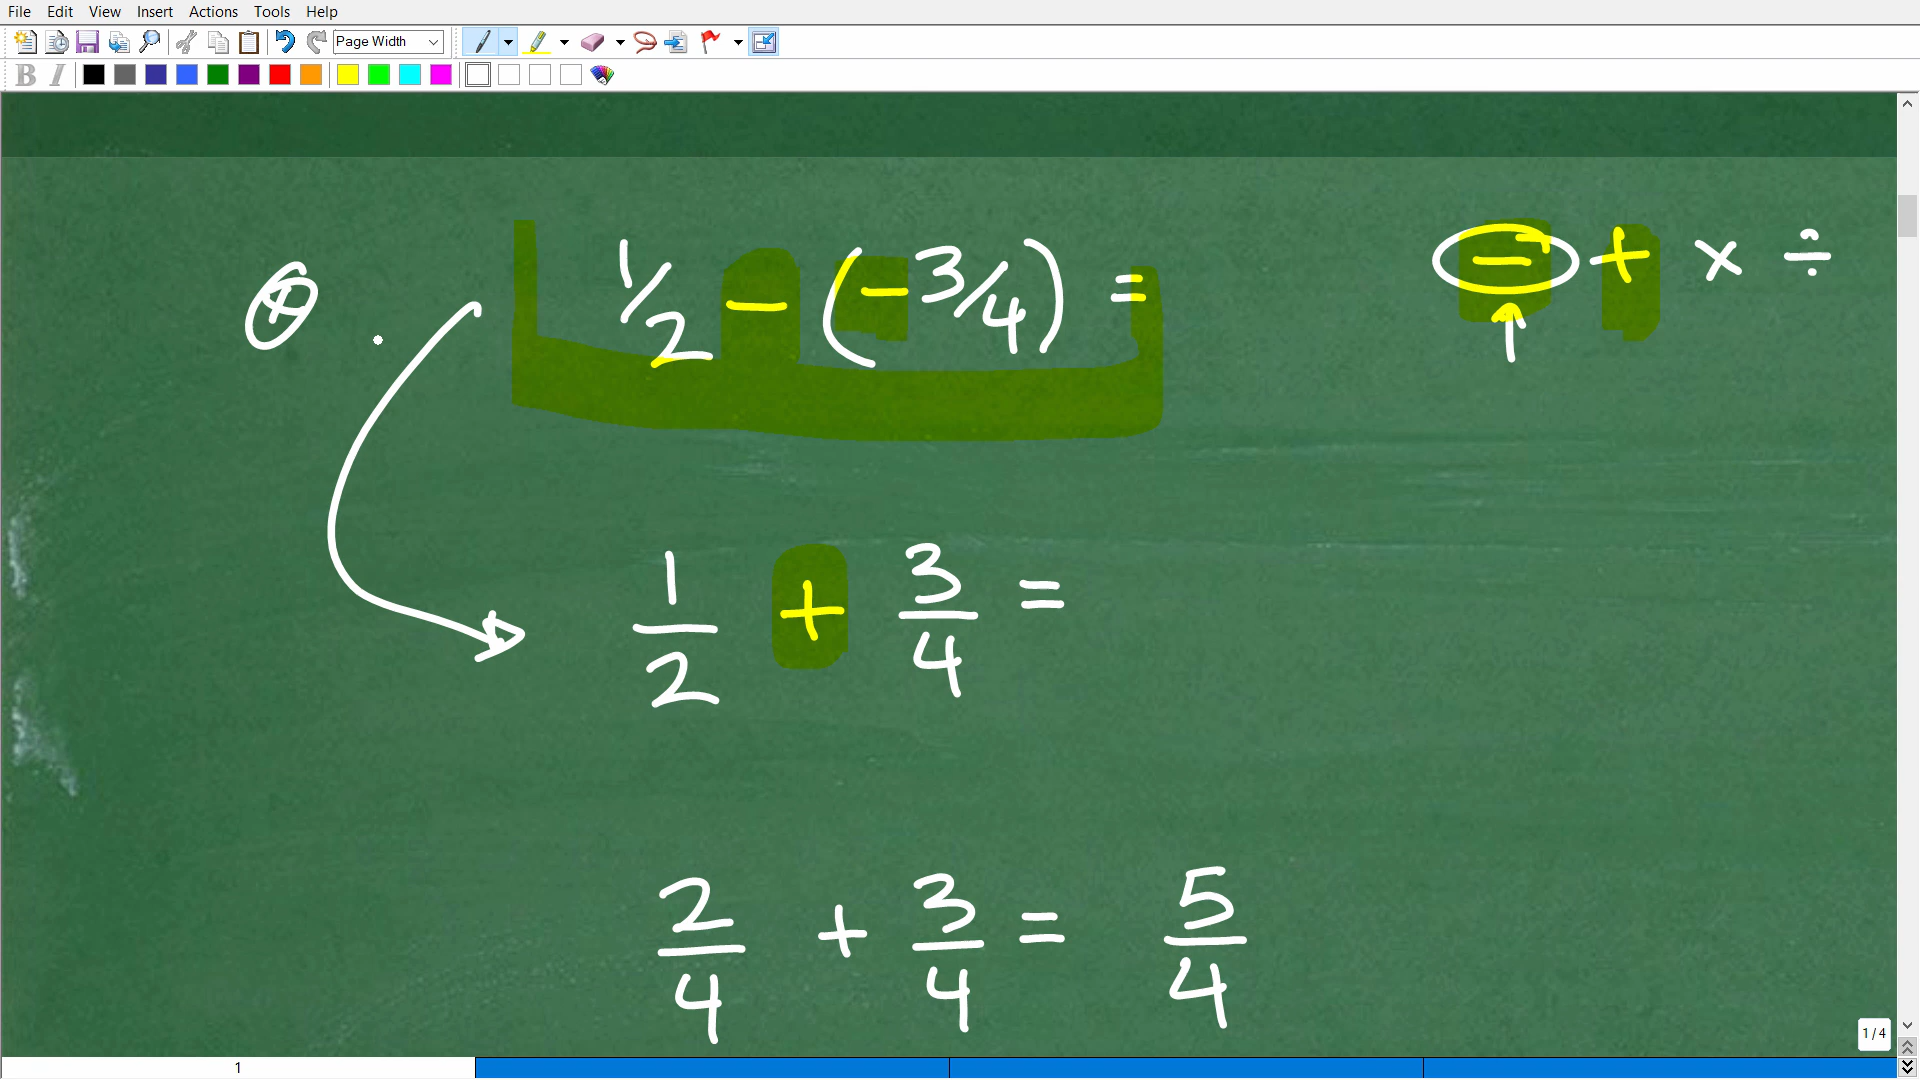 File Edit View Insert Actions Tools Help
Page Width
B I
1/2 - (-3/4) =
- + × ÷
1/2 + 3/4 =
2/4 + 3/4 = 5/4
1 / 4
1